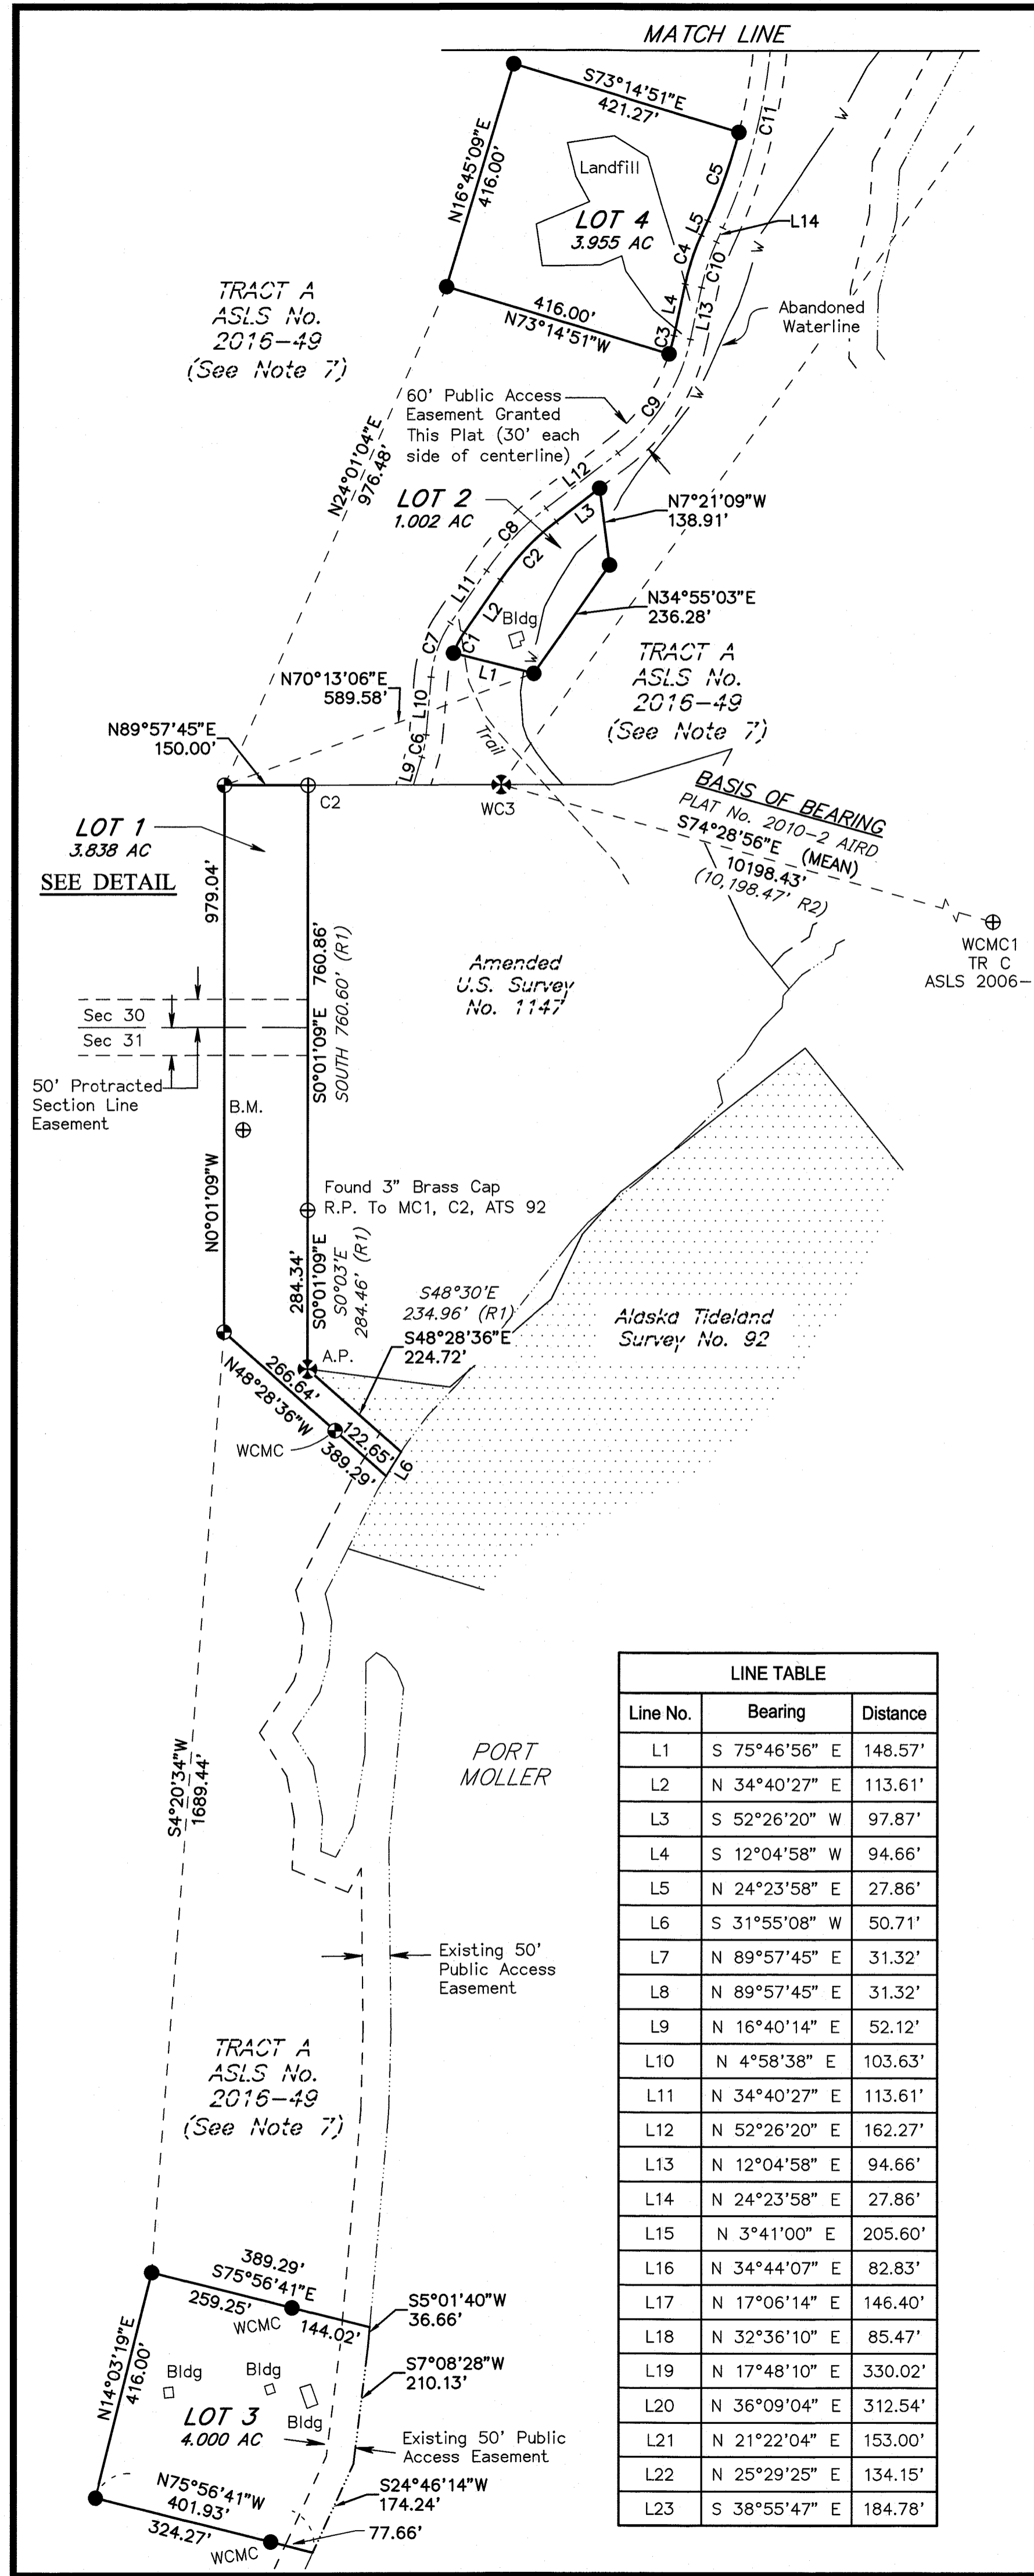 MATCH LINE
S73°14'51"E
421.27'
C11
W
N16°45'09"E
416.00'
Landfill
C5
LOT 4
3.955 AC
L5
L14
C4
W
C10
TRACT A
ASLS No.
2016-49
(See Note 7)
416.00'
N73°14'51"W
L4
C3
L13
Abandoned
Waterline
60' Public Access
Easement Granted
This Plat (30' each
side of centerline)
C9
W
N24°01'04"E
976.48'
L12
LOT 2
1.002 AC
L3
N7°21'09"W
138.91'
C8
C2
L11
L2
N34°55'03"E
236.28'
Bldg
C7
C1
W
L1
TRACT A
ASLS No.
2016-49
(See Note 7)
N70°13'06"E
589.58'
L10
Trail
N89°57'45"E
150.00'
C6
L9
C2
WC3
BASIS OF BEARING
PLAT No. 2010-2 AIRD
S74°28'56"E (MEAN)
10198.43'
(10,198.47' R2)
LOT 1
3.838 AC
SEE DETAIL
979.04'
S0°01'09"E 760.86'
SOUTH 760.60' (R1)
WCMC1
TR C
ASLS 2006-
Amended
U.S. Survey
No. 1147
Sec 30
Sec 31
50' Protracted
Section Line
Easement
B.M.
N0°01'09"W
Found 3" Brass Cap
R.P. To MC1, C2, ATS 92
284.34'
S0°01'09"E
S0°03'E
284.46' (R1)
S48°30'E
234.96' (R1)
S48°28'36"E
224.72'
Alaska Tideland
Survey No. 92
A.P.
266.64'
N48°28'36"W
WCMC
122.65'
389.29'
L6
PORT
MOLLER
S4°20'34"W
1689.44'
Existing 50'
Public Access
Easement
TRACT A
ASLS No.
2016-49
(See Note 7)
389.29'
S75°56'41"E
259.25'
WCMC
144.02'
S5°01'40"W
36.66'
N14°03'19"E
416.00'
Bldg
Bldg
Bldg
S7°08'28"W
210.13'
LOT 3
4.000 AC
Existing 50' Public
Access Easement
N75°56'41"W
401.93'
324.27'
S24°46'14"W
174.24'
77.66'
WCMC
LINE TABLE
Line No. Bearing Distance
L1 S 75°46'56" E 148.57'
L2 N 34°40'27" E 113.61'
L3 S 52°26'20" W 97.87'
L4 S 12°04'58" W 94.66'
L5 N 24°23'58" E 27.86'
L6 S 31°55'08" W 50.71'
L7 N 89°57'45" E 31.32'
L8 N 89°57'45" E 31.32'
L9 N 16°40'14" E 52.12'
L10 N 4°58'38" E 103.63'
L11 N 34°40'27" E 113.61'
L12 N 52°26'20" E 162.27'
L13 N 12°04'58" E 94.66'
L14 N 24°23'58" E 27.86'
L15 N 3°41'00" E 205.60'
L16 N 34°44'07" E 82.83'
L17 N 17°06'14" E 146.40'
L18 N 32°36'10" E 85.47'
L19 N 17°48'10" E 330.02'
L20 N 36°09'04" E 312.54'
L21 N 21°22'04" E 153.00'
L22 N 25°29'25" E 134.15'
L23 S 38°55'47" E 184.78'